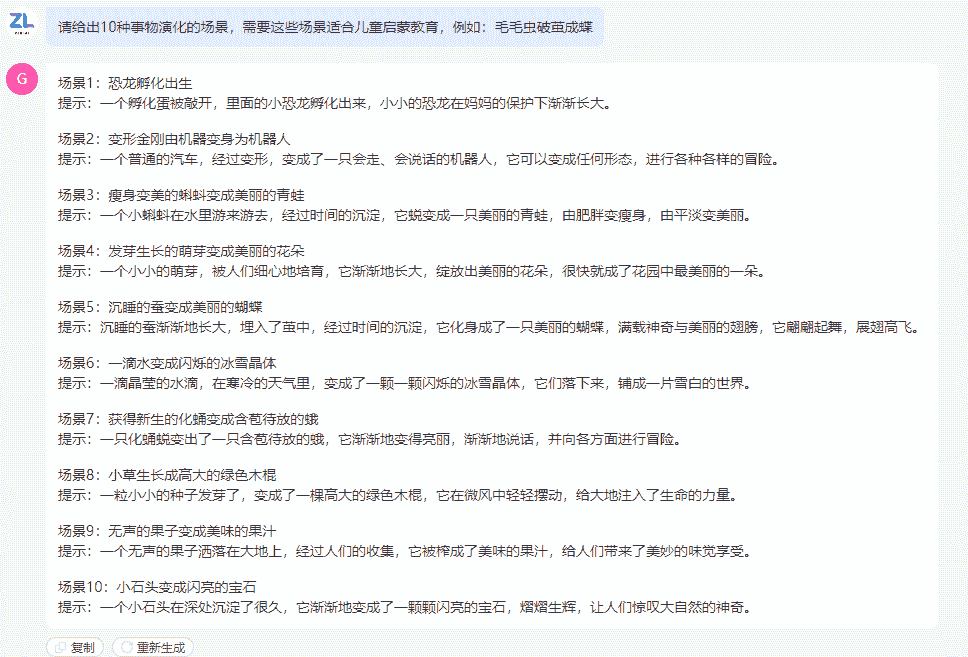 ZL
请给出10种事物演化的场景，需要这些场景适合儿童启蒙教育，例如：毛毛虫破茧成蝶
G
场景1：恐龙孵化出生
提示：一个孵化蛋被敲开，里面的小恐龙孵化出来，小小的恐龙在妈妈的保护下渐渐长大。
场景2：变形金刚由机器变身为机器人
提示：一个普通的汽车，经过变形，变成了一只会走、会说话的机器人，它可以变成任何形态，进行各种各样的冒险。
场景3：瘦身变美的蝌蚪变成美丽的青蛙
提示：一个小蝌蚪在水里游来游去，经过时间的沉淀，它蜕变成一只美丽的青蛙，由肥胖变瘦身，由平淡变美丽。
场景4：发芽生长的萌芽变成美丽的花朵
提示：一个小小的萌芽，被人们细心地培育，它渐渐地长大，绽放出美丽的花朵，很快就成了花园中最美丽的一朵。
场景5：沉睡的蚕变成美丽的蝴蝶
提示：沉睡的蚕渐渐地长大，埋入了茧中，经过时间的沉淀，它化身成了一只美丽的蝴蝶，满载神奇与美丽的翅膀，它翩翩起舞，展翅高飞。
场景6：一滴水变成闪烁的冰雪晶体
提示：一滴晶莹的水滴，在寒冷的天气里，变成了一颗一颗闪烁的冰雪晶体，它们落下来，铺成一片雪白的世界。
场景7：获得新生的化蛹变成含苞待放的蛾
提示：一只化蛹蜕变出了一只含苞待放的蛾，它渐渐地变得亮丽，渐渐地说话，并向各方面进行冒险。
场景8：小草生长成高大的绿色木棍
提示：一粒小小的种子发芽了，变成了一棵高大的绿色木棍，它在微风中轻轻摆动，给大地注入了生命的力量。
场景9：无声的果子变成美味的果汁
提示：一个无声的果子洒落在大地上，经过人们的收集，它被榨成了美味的果汁，给人们带来了美妙的味觉享受。
场景10：小石头变成闪亮的宝石
提示：一个小石头在深处沉淀了很久，它渐渐地变成了一颗颗闪亮的宝石，熠熠生辉，让人们惊叹大自然的神奇。
复制 重新生成